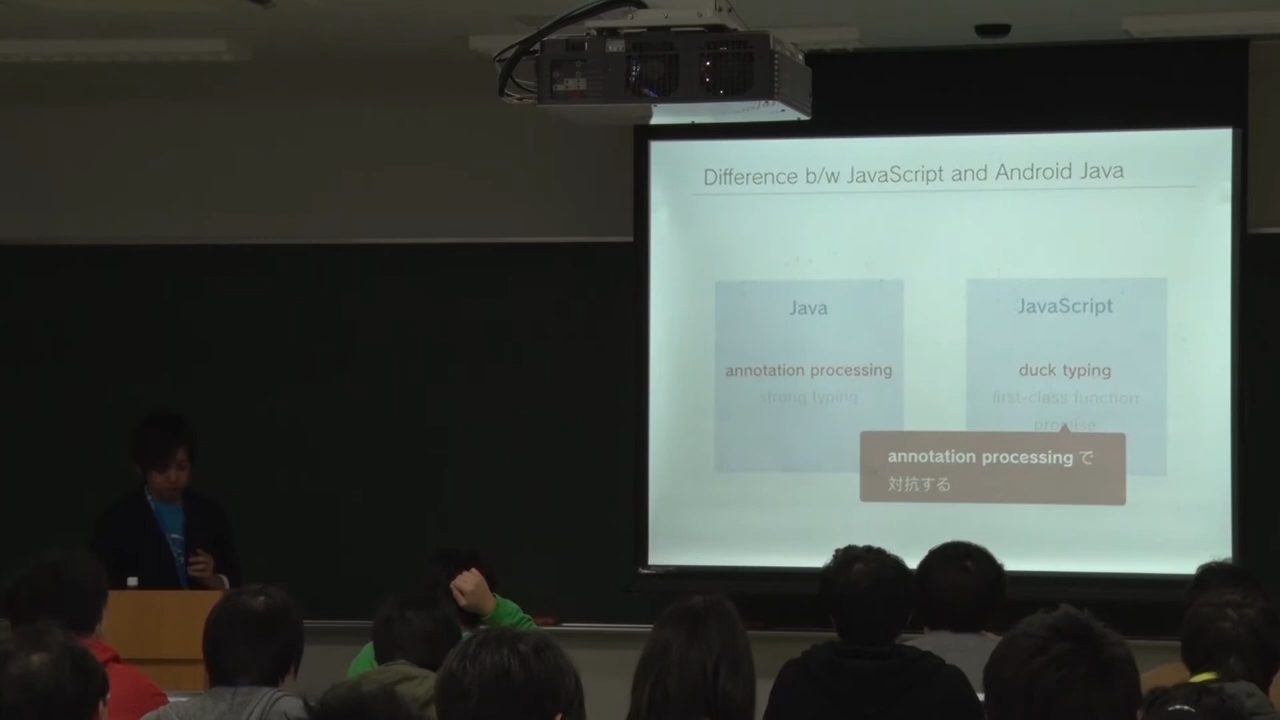 Difference b/w JavaScript and Android Java
Java
annotation processing
strong typing
JavaScript
duck typing
first-class function
promise
annotation processing で
対抗する